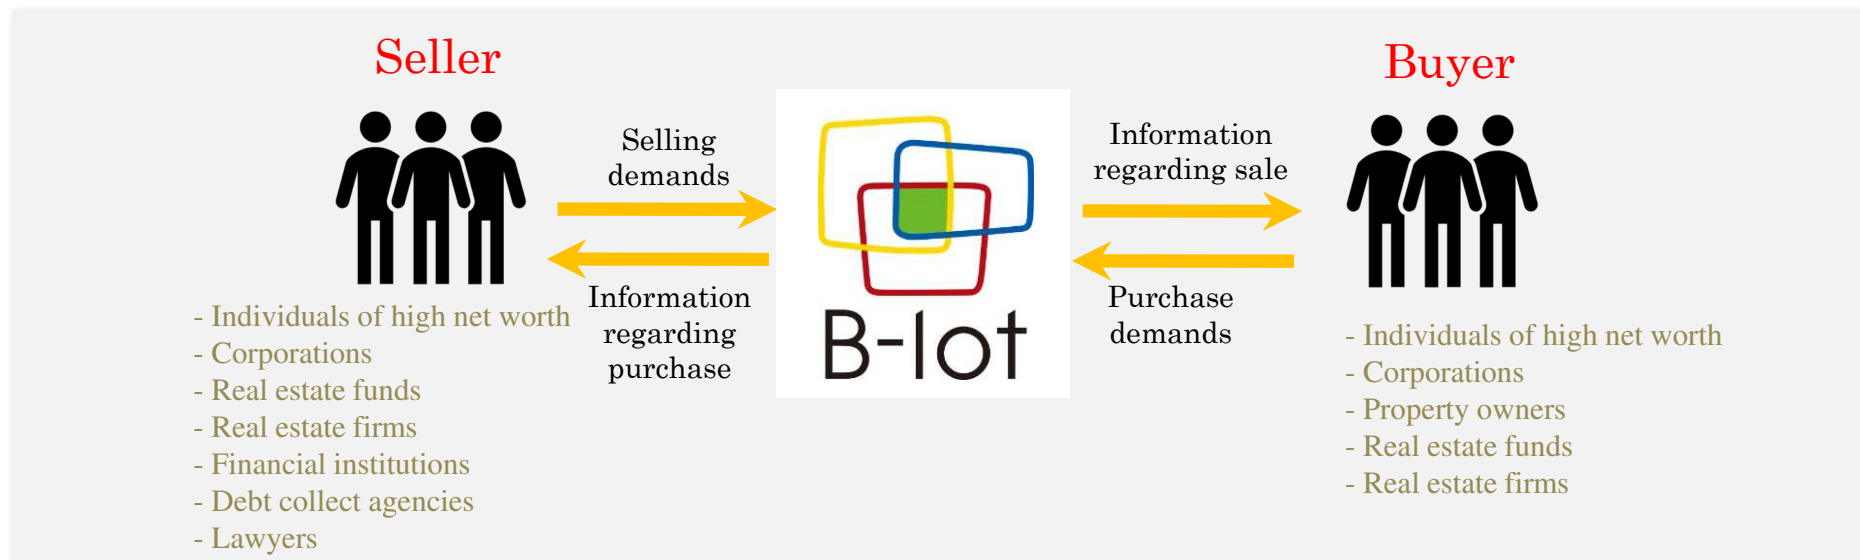 Seller
Selling
demands
Information
regarding
purchase
- Individuals of high net worth
- Corporations
- Real estate funds
- Real estate firms
- Financial institutions
- Debt collect agencies
- Lawyers
B-lot
Buyer
Information
regarding sale
Purchase
demands
- Individuals of high net worth
- Corporations
- Property owners
- Real estate funds
- Real estate firms